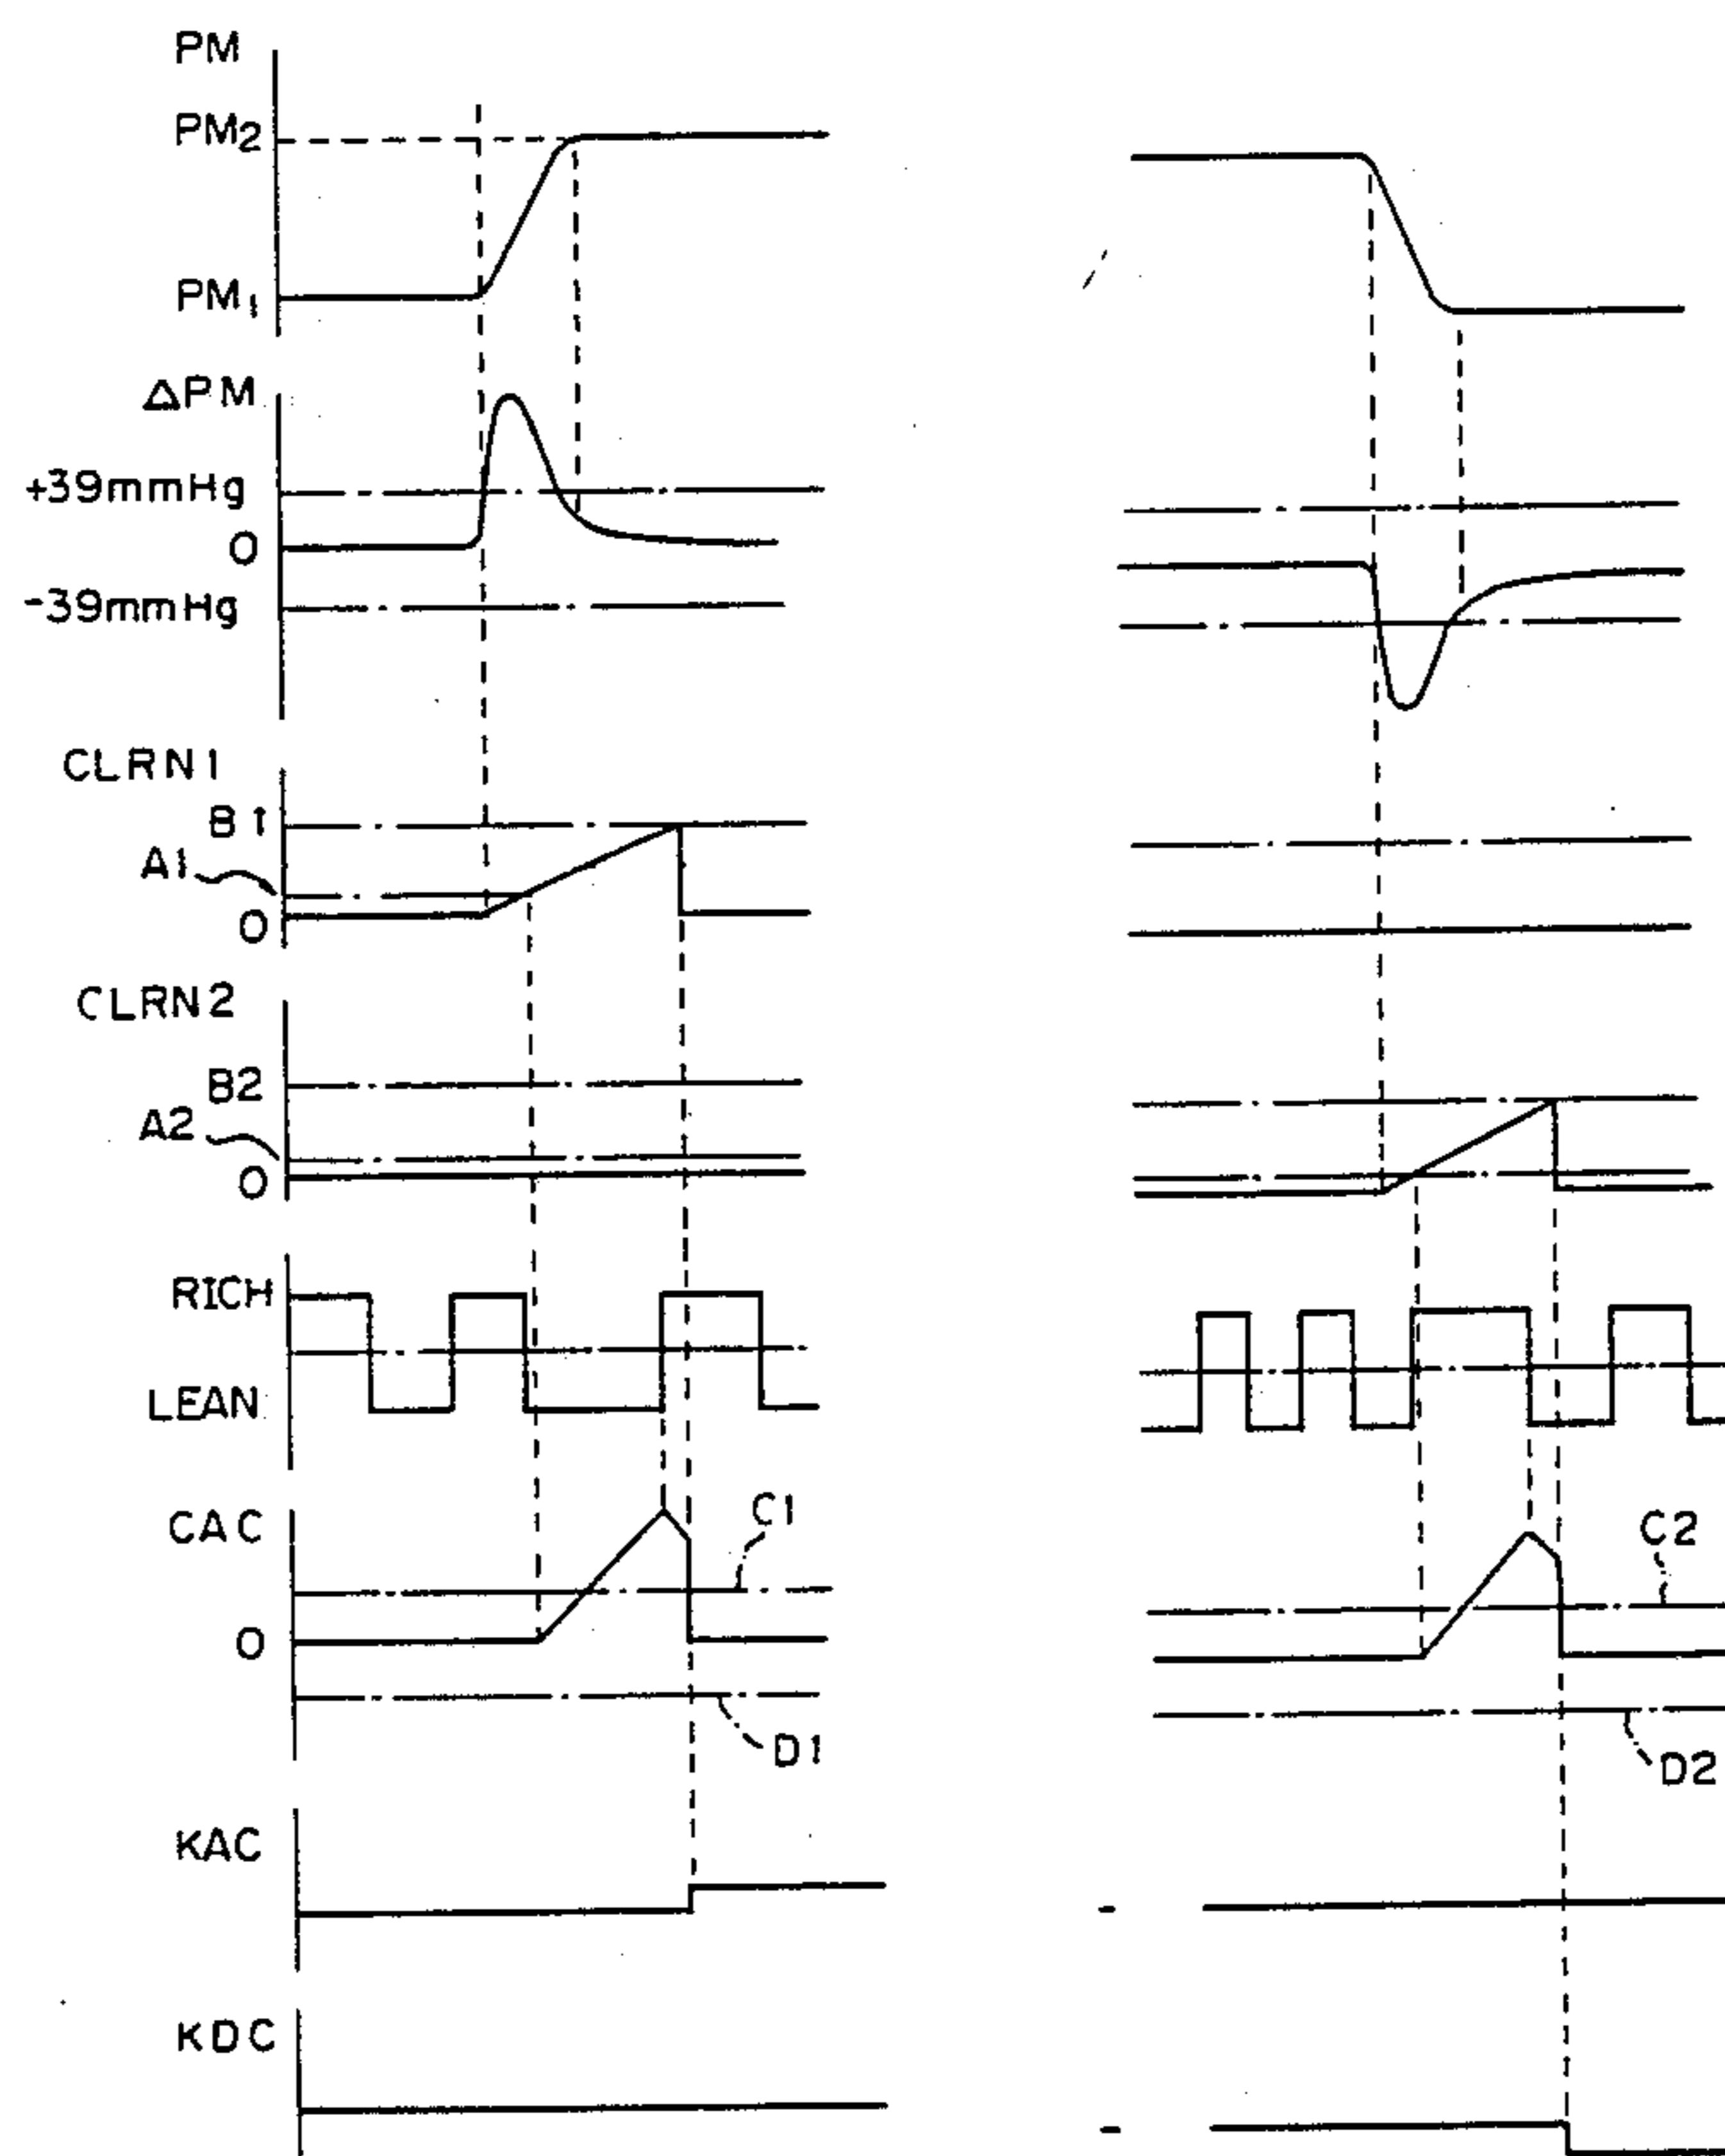 PM
PM2
PM1
ΔPM
+39mmHg
0
-39mmHg
CLRN1
B1
A1
0
CLRN2
B2
A2
0
RICH
LEAN
CAC
C1
C2
0
D1
D2
KAC
-
KDC
-